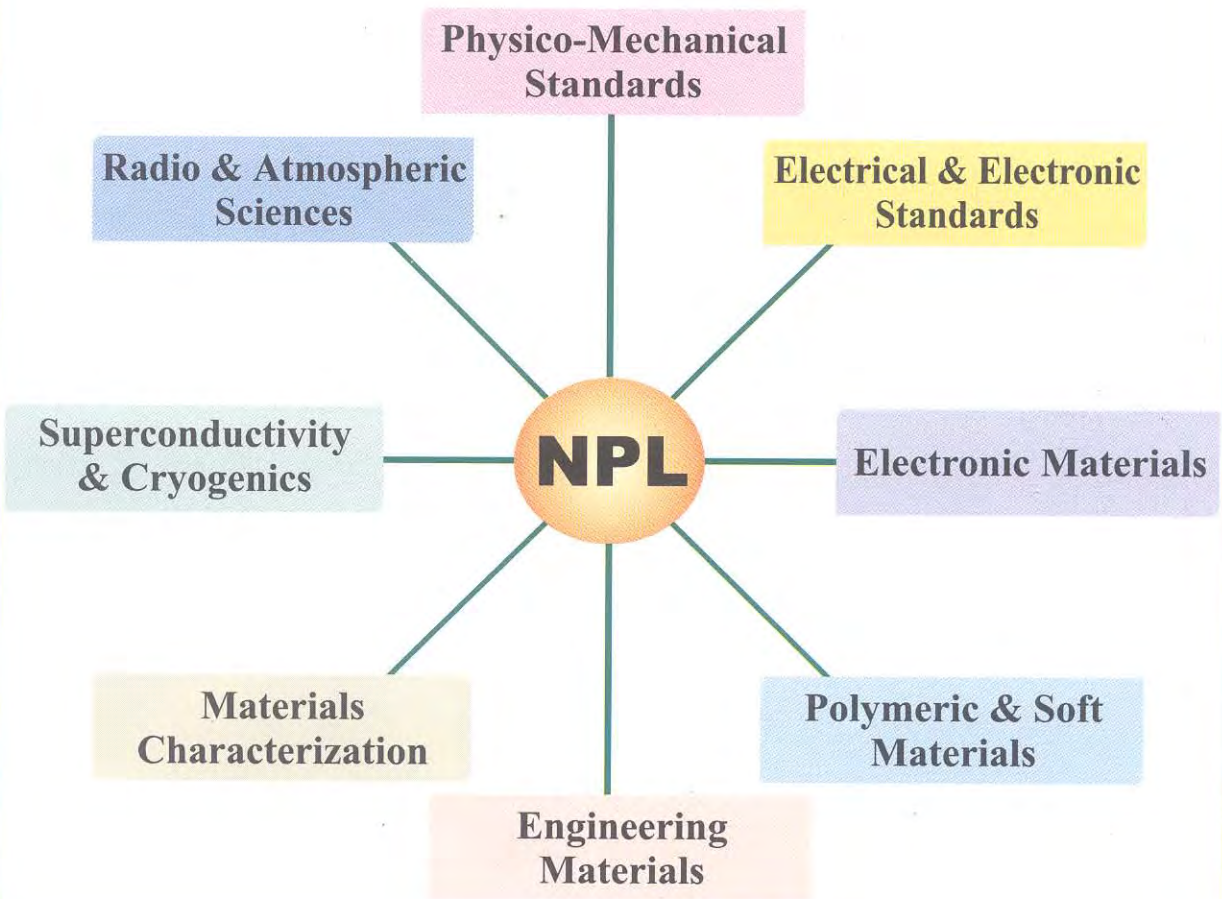 Physico-Mechanical
Standards
Radio & Atmospheric
Sciences
Electrical & Electronic
Standards
Superconductivity
& Cryogenics
NPL
Electronic Materials
Materials
Characterization
Polymeric & Soft
Materials
Engineering
Materials